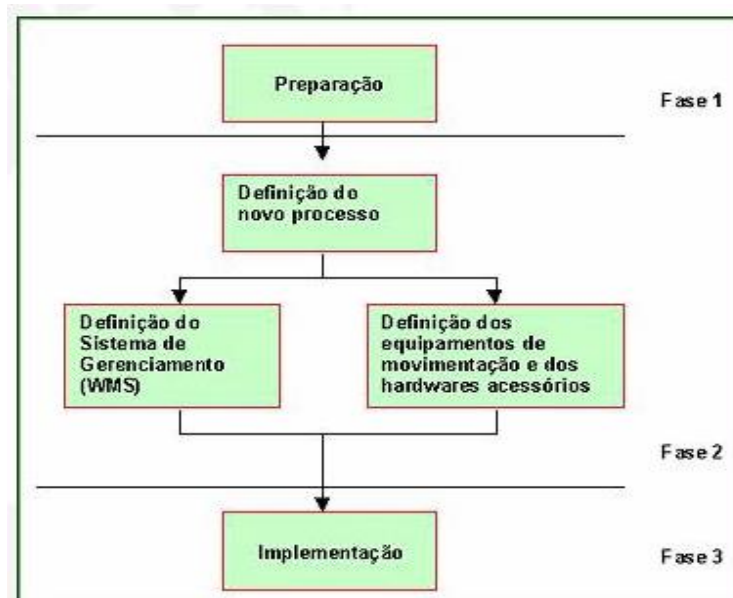 Preparação
Fase 1
Definição do
novo processo
Definição do
Sistema de
Gerenciamento
(WMS)
Definição dos
equipamentos de
movimentação e dos
hardwares acessórios
Fase 2
Implementação
Fase 3